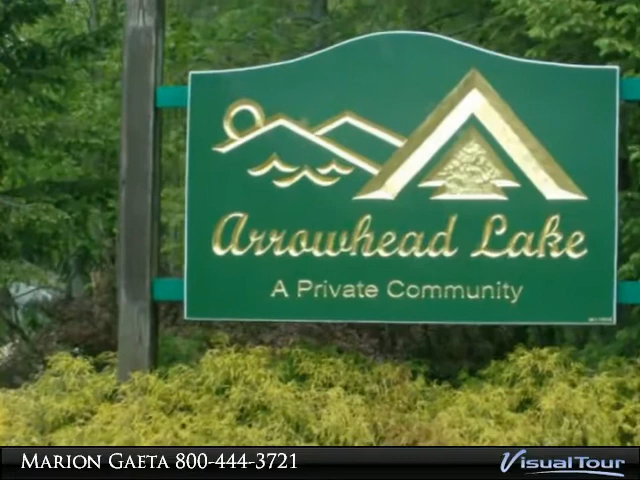 Arrowhead Lake
A Private Community
Marion Gaeta 800-444-3721
VisualTour